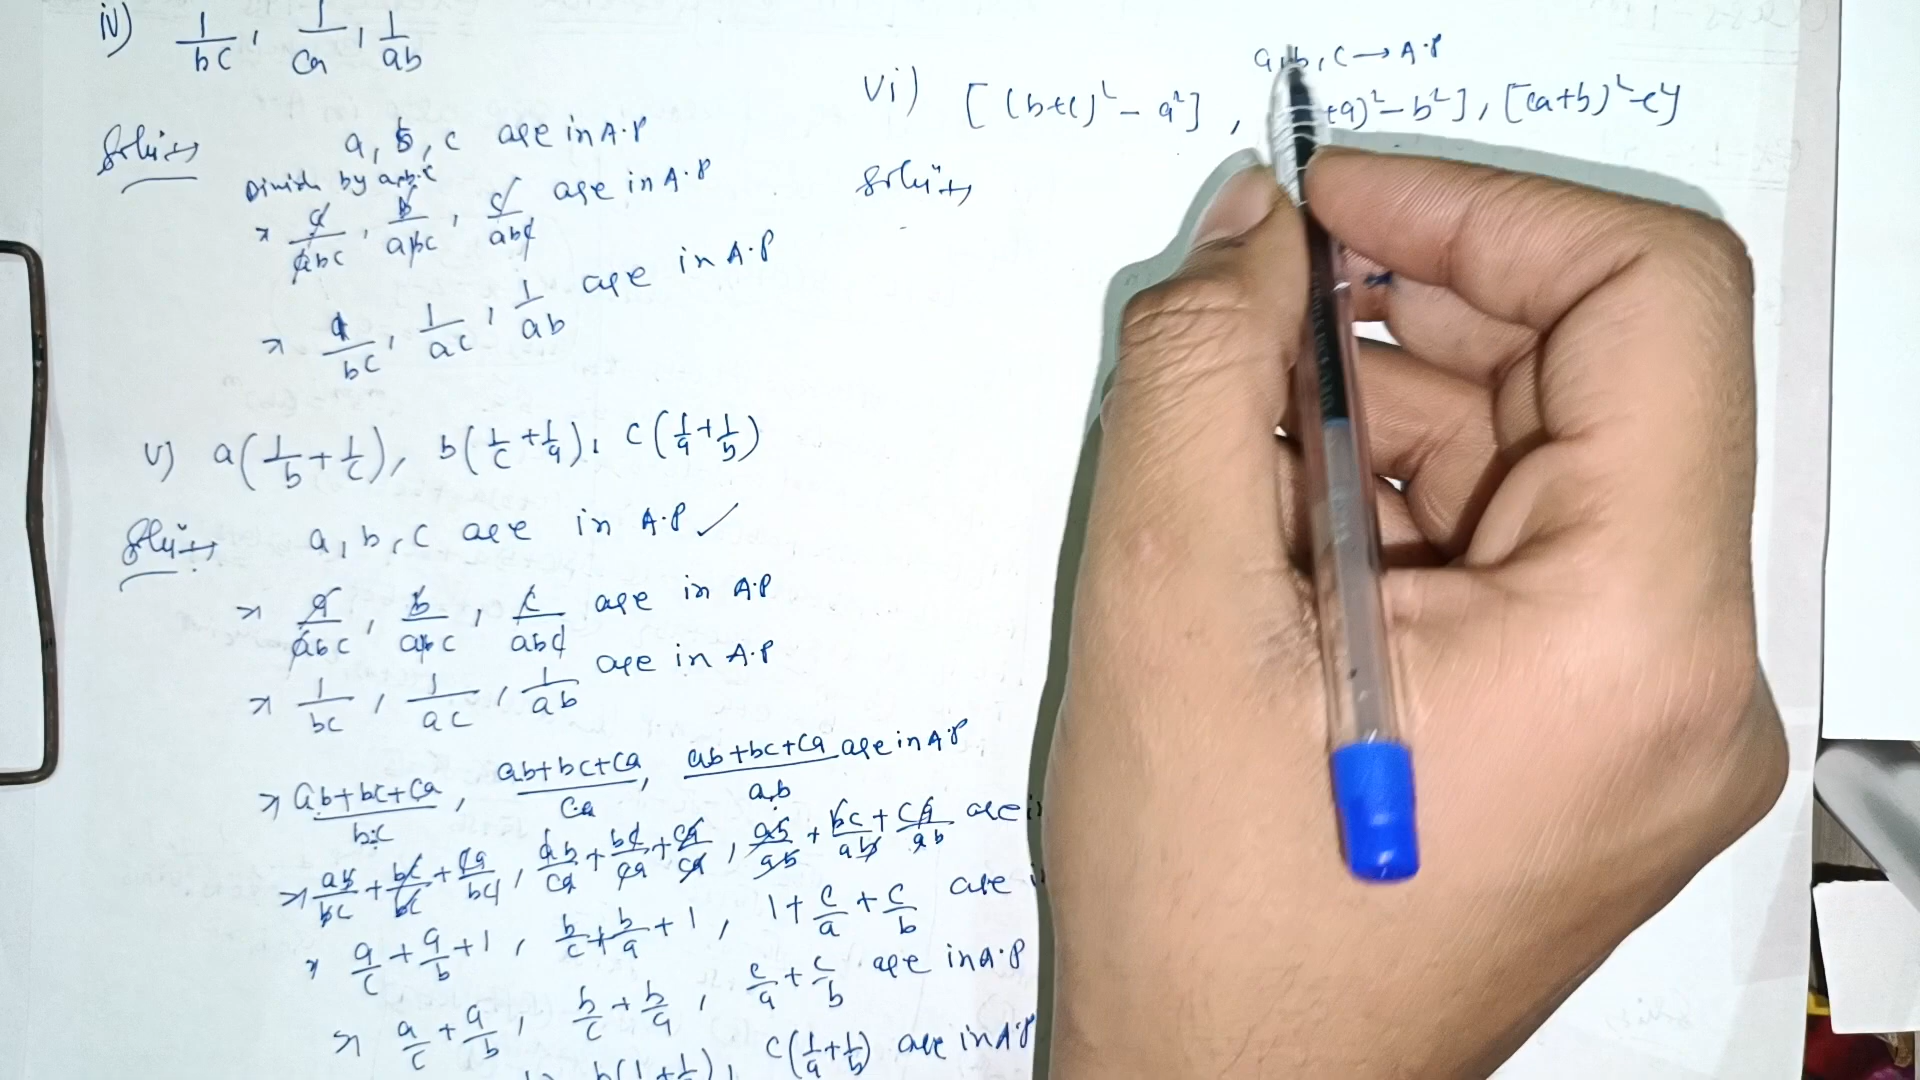 iv) 1/bc, 1/ca, 1/ab
a, b, c are in A.P
Divide by abc
a/abc, b/abc, c/abc are in A.P
1/bc, 1/ac, 1/ab are in A.P
v) a(1/b+1/c), b(1/c+1/a), c(1/a+1/b)
a, b, c are in A.P ✓
a/abc, b/abc, c/abc are in A.P
1/bc, 1/ac, 1/ab are in A.P
ab+bc+ca/bc, ab+bc+ca/ca, ab+bc+ca/ab are in A.P
ab/bc+bc/bc+ca/bc, ab/ca+bc/ca+ca/ca, ab/ab+bc/ab+ca/ab are
a/c+a/b+1, b/c+b/a+1, 1+c/a+c/b are
a/c+a/b, b/c+b/a, c/a+c/b are in A.P
c(1/a+1/b) are in A.P
a, b, c → A.P
vi) [(b+c)²-a²], +a)²-b²], [(a+b)²-c²]